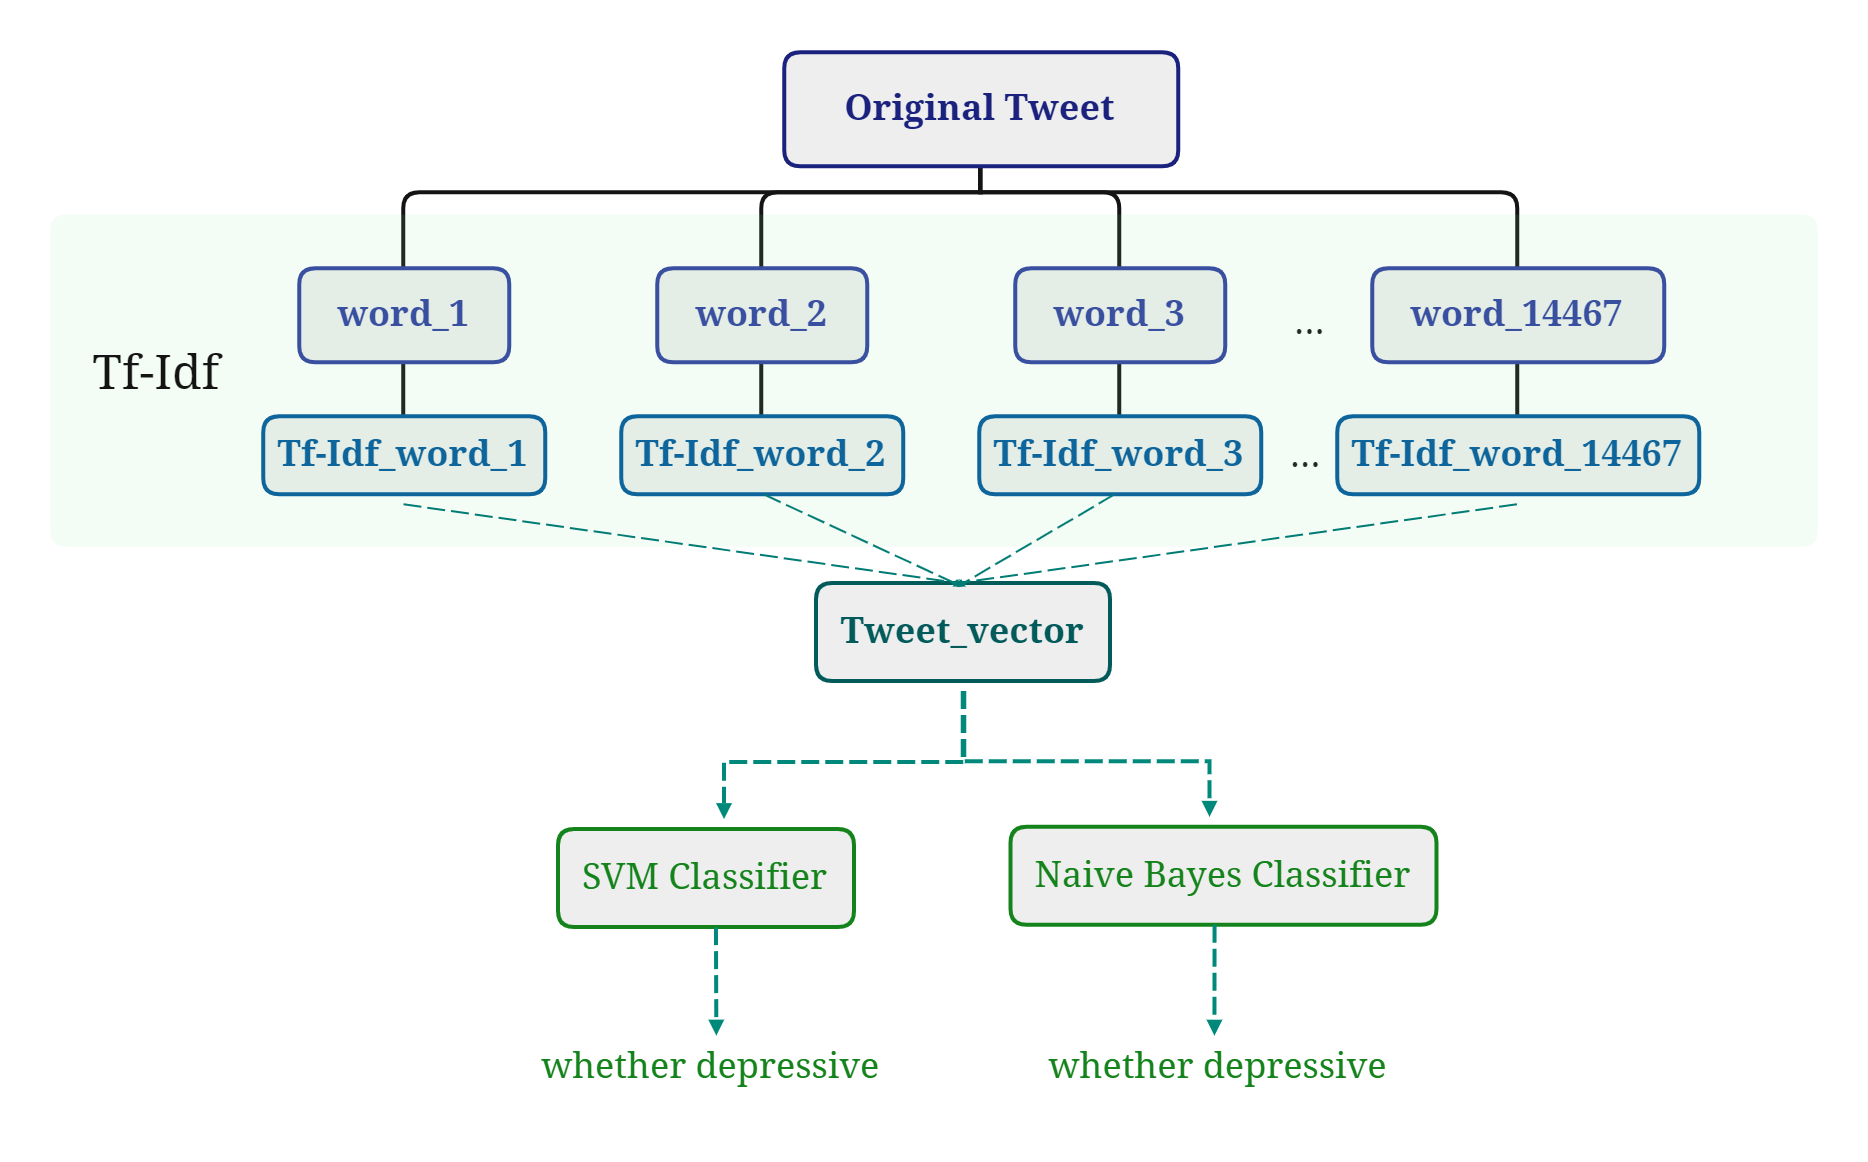 Original Tweet
word_1 word_2 word_3 ... word_14467
Tf-Idf
Tf-Idf_word_1 Tf-Idf_word_2 Tf-Idf_word_3 ... Tf-Idf_word_14467
Tweet_vector
SVM Classifier Naive Bayes Classifier
whether depressive whether depressive